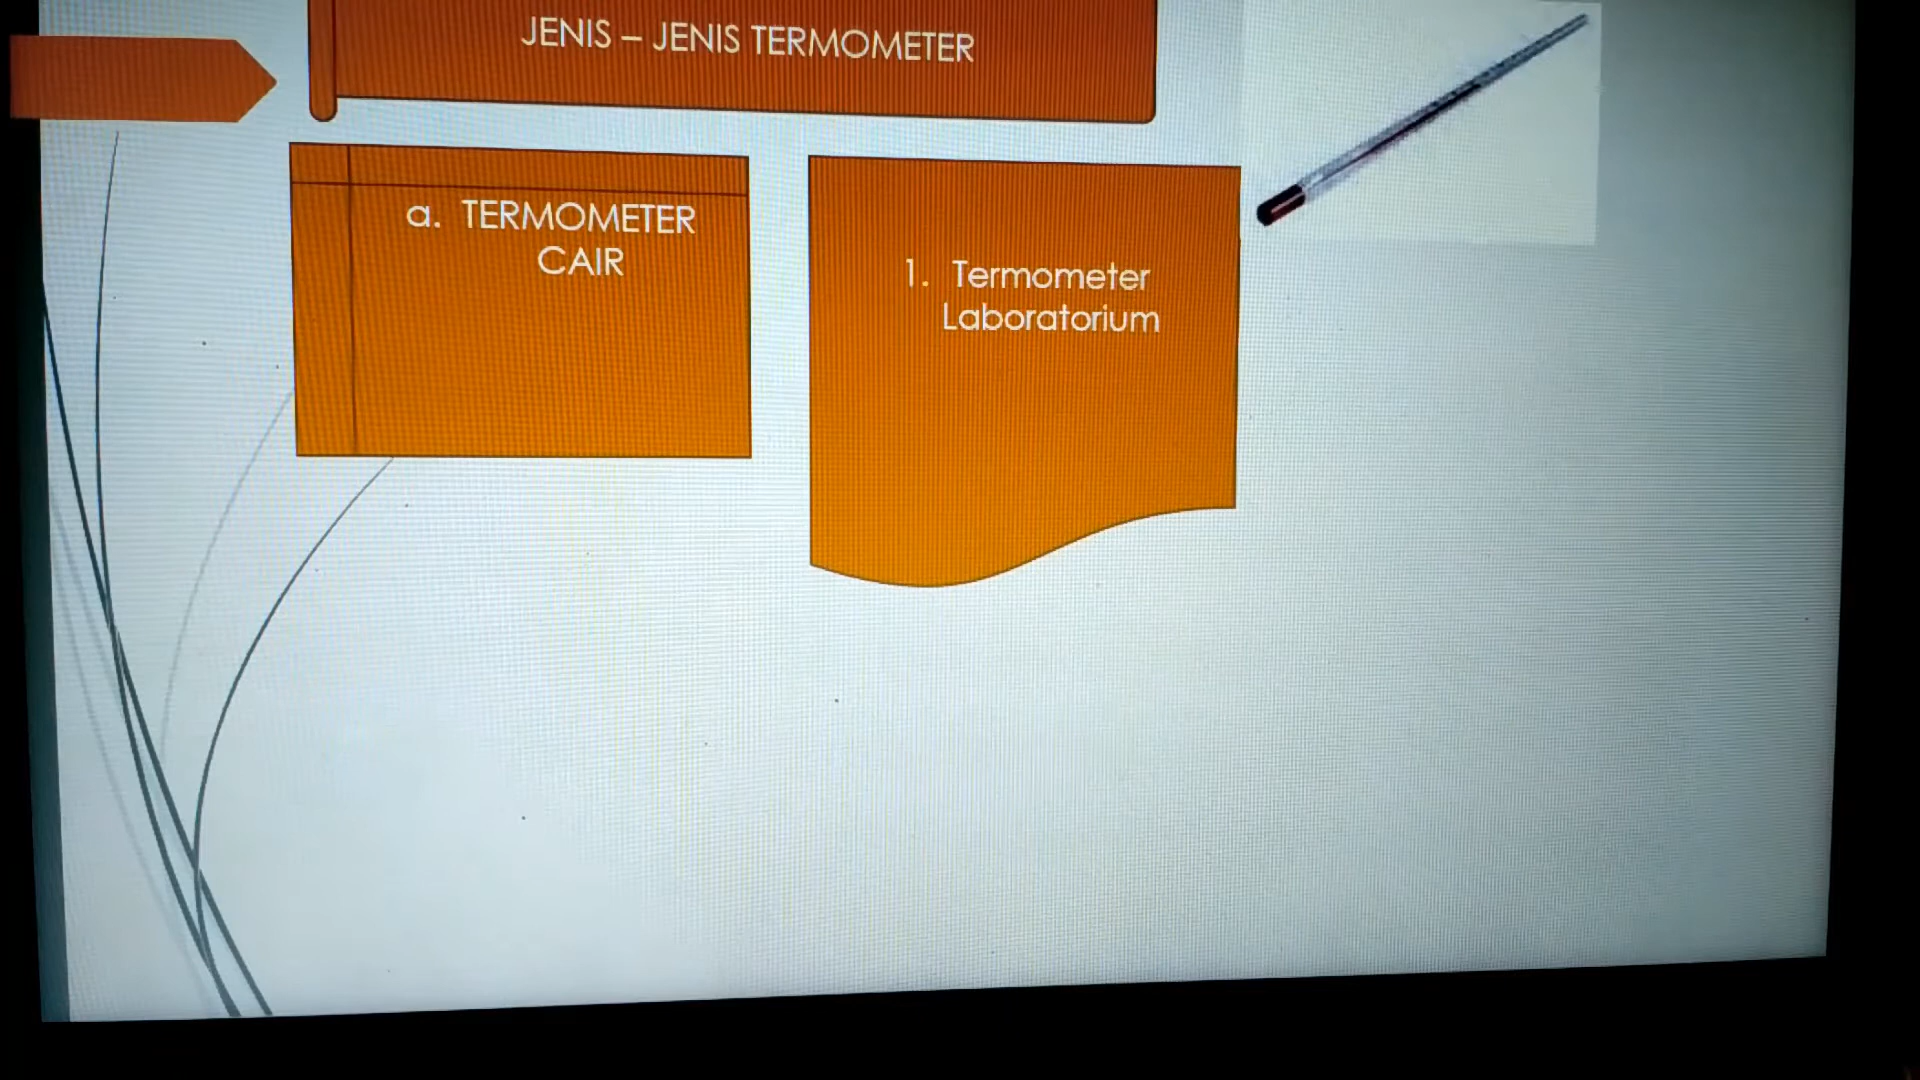 JENIS – JENIS TERMOMETER
a. TERMOMETER
CAIR
1. Termometer
Laboratorium